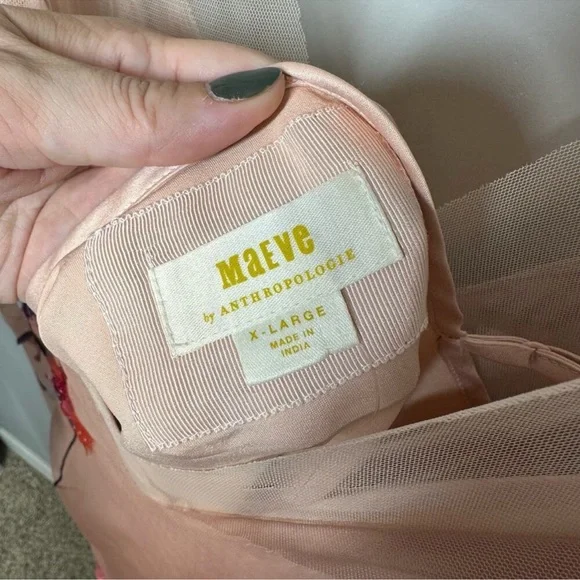 MaEve
by ANTHROPOLOGIE
X-LARGE
MADE IN
INDIA